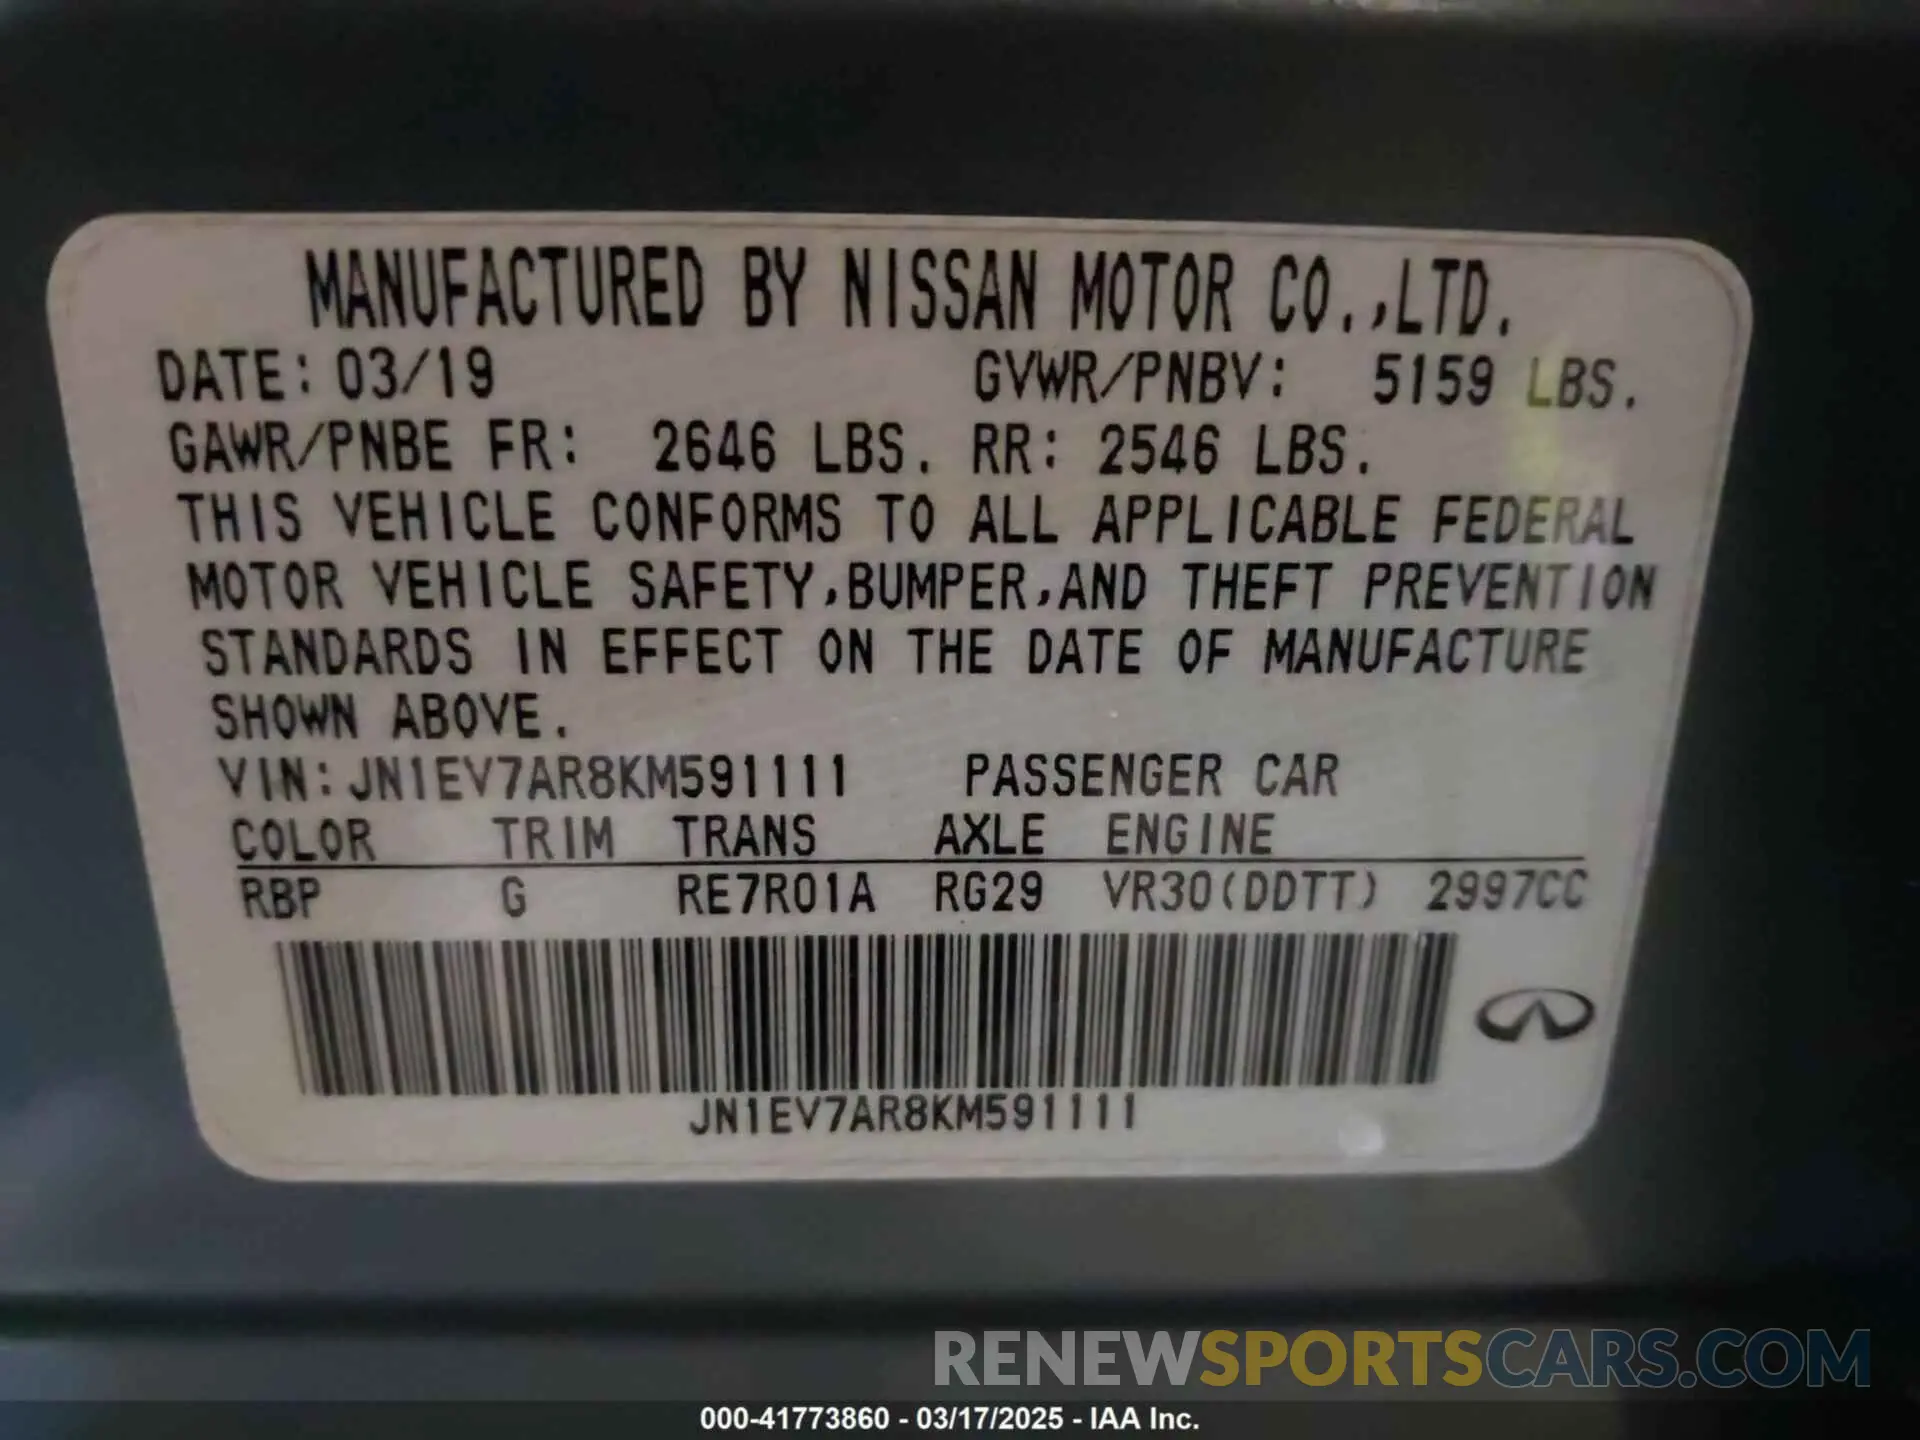 MANUFACTURED BY NISSAN MOTOR CO.,LTD.
DATE: 03/19 GVWR/PNBV: 5159 LBS.
GAWR/PNBE FR: 2646 LBS. RR: 2546 LBS.
THIS VEHICLE CONFORMS TO ALL APPLICABLE FEDERAL
MOTOR VEHICLE SAFETY,BUMPER,AND THEFT PREVENTION
STANDARDS IN EFFECT ON THE DATE OF MANUFACTURE
SHOWN ABOVE.
VIN:JN1EV7AR8KM591111 PASSENGER CAR
COLOR TRIM TRANS AXLE ENGINE
RBP G RE7R01A RG29 VR30(DDTT) 2997CC
JN1EV7AR8KM591111
RENEWSPORTSCARS.COM
000-41773860 - 03/17/2025 - IAA Inc.